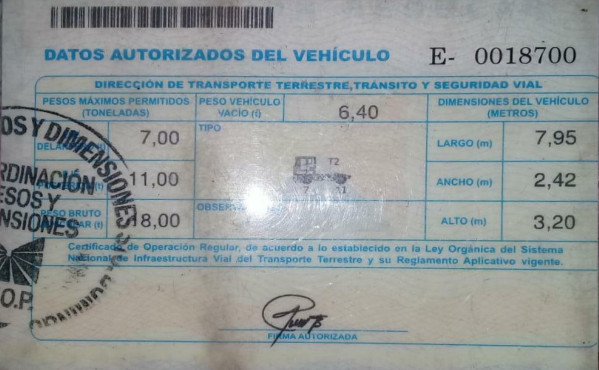 DATOS AUTORIZADOS DEL VEHÍCULO E- 0018700
DIRECCIÓN DE TRANSPORTE TERRESTRE, TRÁNSITO Y SEGURIDAD VIAL
PESOS MÁXIMOS PERMITIDOS
(TONELADAS)
PESO VEHÍCULO
VACIO (t)
6,40
DIMENSIONES DEL VEHÍCULO
(METROS)
7,00
TIPO
LARGO (m) 7,95
T2
11,00
ANCHO (m) 2,42
PESO BRUTO
18,00
ALTO (m) 3,20
Certificado de Operación Regular, de acuerdo a lo establecido en la Ley Orgánica del Sistema
Nacional de Infraestructura Vial del Transporte Terrestre y su Reglamento Aplicativo vigente.
FIRMA AUTORIZADA